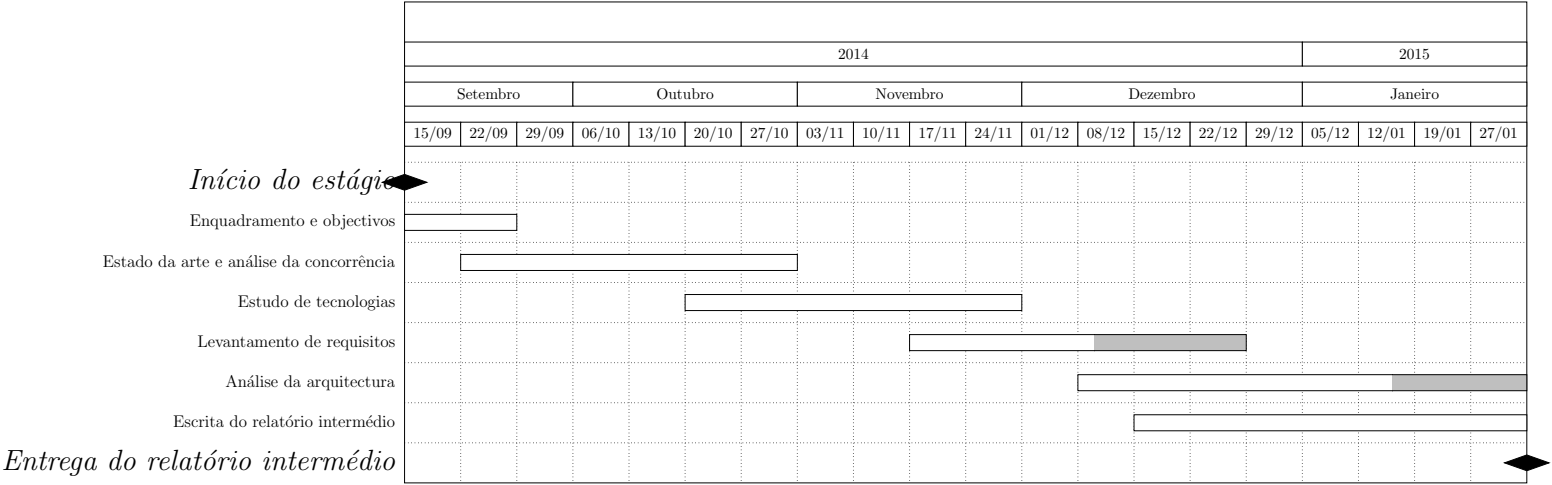 2014 2015
Setembro Outubro Novembro Dezembro Janeiro
15/09 22/09 29/09 06/10 13/10 20/10 27/10 03/11 10/11 17/11 24/11 01/12 08/12 15/12 22/12 29/12 05/12 12/01 19/01 27/01
Início do estágio
Enquadramento e objectivos
Estado da arte e análise da concorrência
Estudo de tecnologias
Levantamento de requisitos
Análise da arquitectura
Escrita do relatório intermédio
Entrega do relatório intermédio